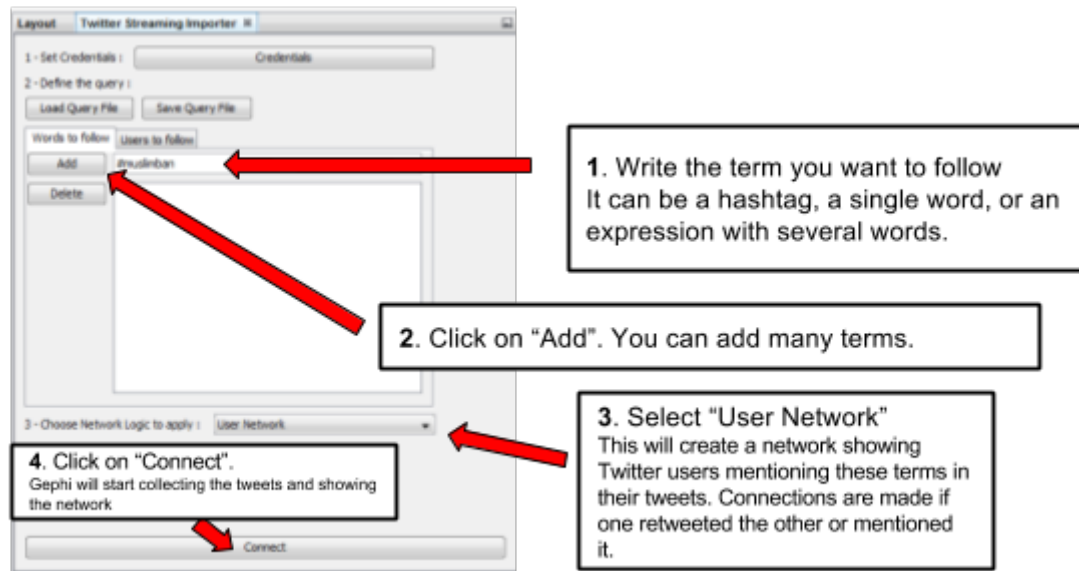 Layout Twitter Streaming Importer
1 - Set Credentials : Credentials
2 - Define the query :
Load Query File Save Query File
Words to follow Users to follow
Add #muslimban
Delete
1. Write the term you want to follow
It can be a hashtag, a single word, or an
expression with several words.
2. Click on “Add”. You can add many terms.
3 - Choose Network Logic to apply : User Network
3. Select “User Network”
This will create a network showing
Twitter users mentioning these terms in
their tweets. Connections are made if
one retweeted the other or mentioned
it.
4. Click on “Connect”.
Gephi will start collecting the tweets and showing
the network
Connect